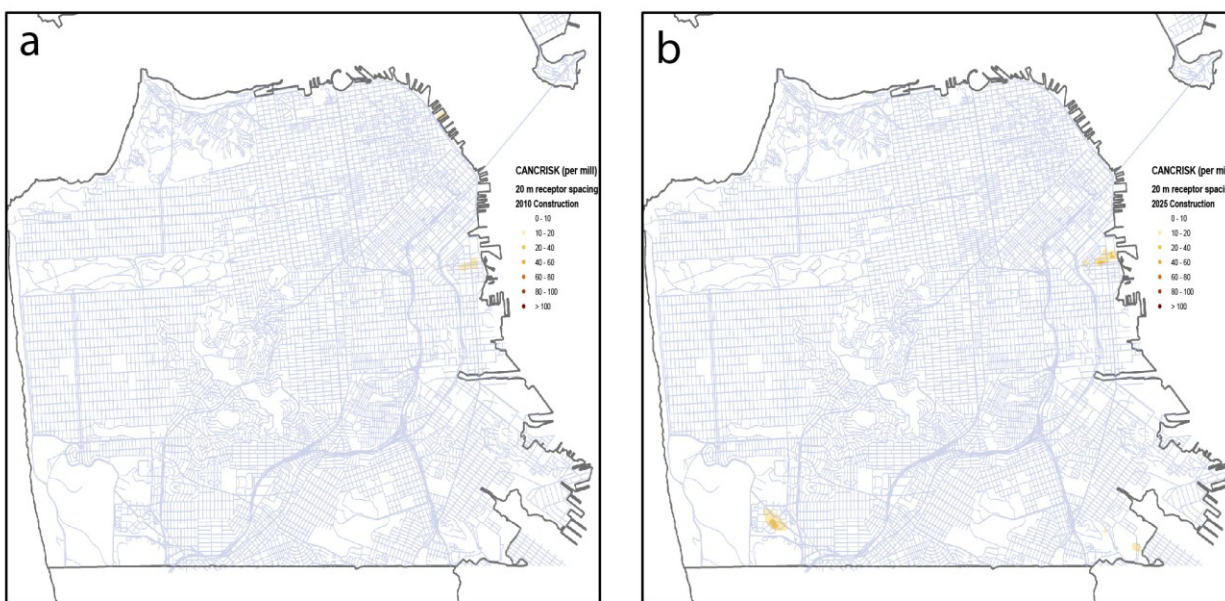 a
CANCRISK (per mill)
20 m receptor spacing
2010 Construction
0 - 10
10 - 20
20 - 40
40 - 60
60 - 80
80 - 100
> 100
b
CANCRISK (per mi
20 m receptor spaci
2025 Construction
0 - 10
10 - 20
20 - 40
40 - 60
60 - 80
80 - 100
> 100